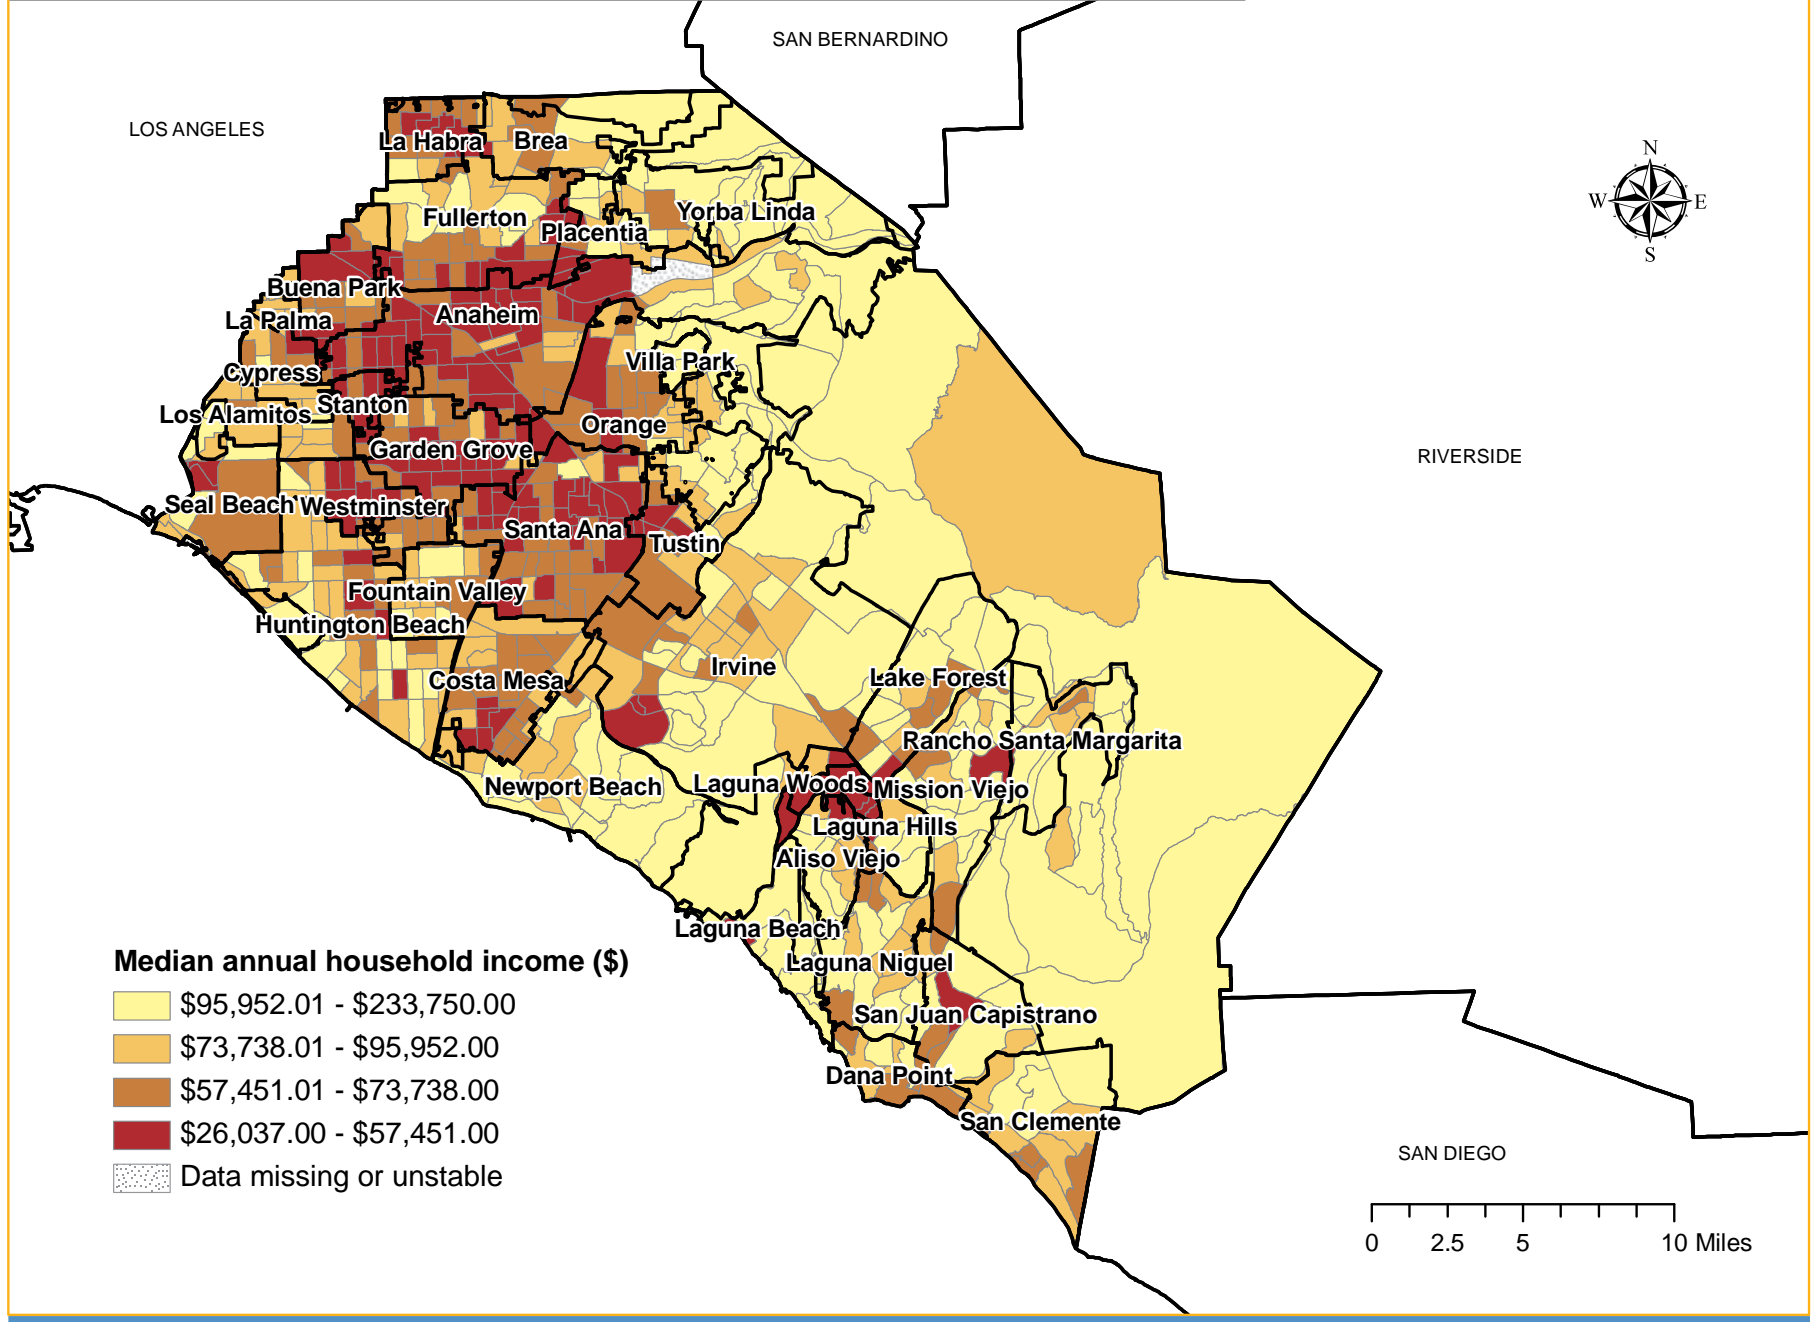 SAN BERNARDINO
LOS ANGELES
La Habra
Brea
N
W
E
S
Fullerton
Yorba Linda
Placentia
Buena Park
La Palma
Anaheim
Villa Park
Cypress
Stanton
Los Alamitos
Orange
Garden Grove
RIVERSIDE
Seal Beach
Westminster
Santa Ana
Tustin
Fountain Valley
Huntington Beach
Irvine
Costa Mesa
Lake Forest
Rancho Santa Margarita
Newport Beach
Laguna Woods
Mission Viejo
Laguna Hills
Aliso Viejo
Laguna Beach
Laguna Niguel
San Juan Capistrano
Dana Point
San Clemente
Median annual household income ($)
$95,952.01 - $233,750.00
$73,738.01 - $95,952.00
$57,451.01 - $73,738.00
$26,037.00 - $57,451.00
Data missing or unstable
SAN DIEGO
0 2.5 5 10 Miles